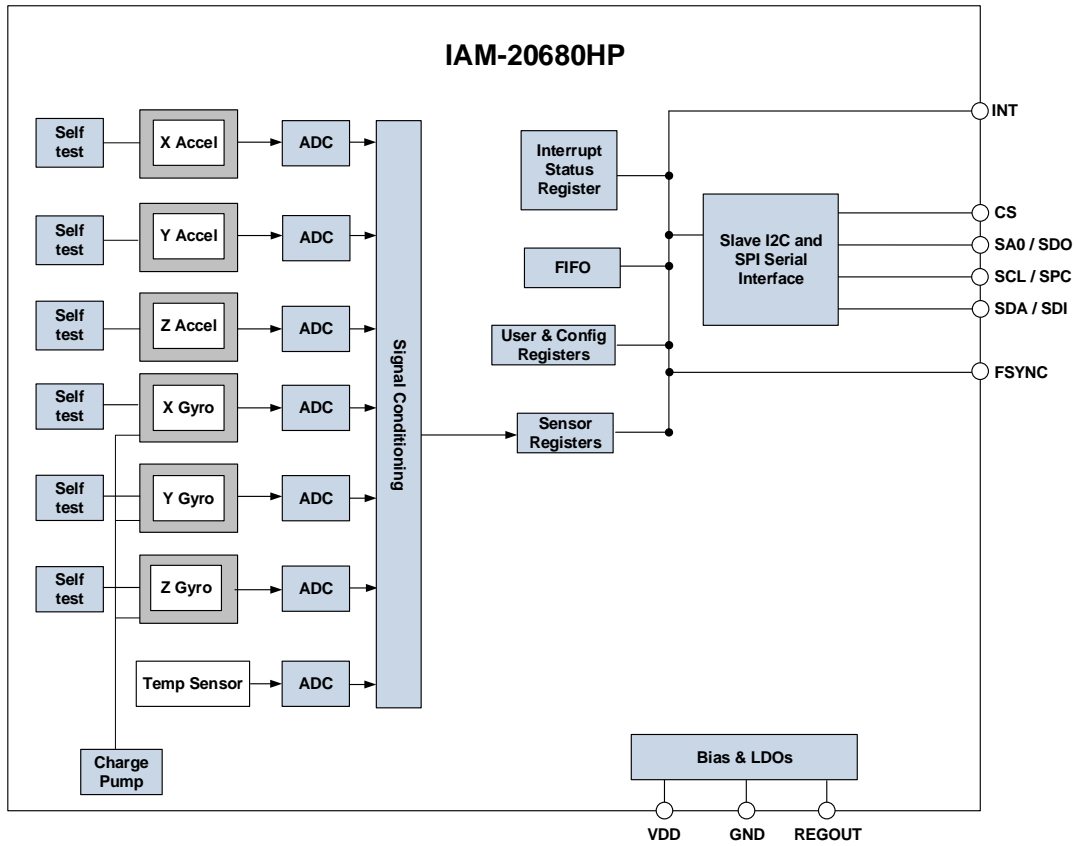 IAM-20680HP
Self
test
X Accel
ADC
Self
test
Y Accel
ADC
Self
test
Z Accel
ADC
Self
test
X Gyro
ADC
Self
test
Y Gyro
ADC
Self
test
Z Gyro
ADC
Temp Sensor
ADC
Charge
Pump
Signal Conditioning
Interrupt
Status
Register
FIFO
User & Config
Registers
Sensor
Registers
Slave I2C and
SPI Serial
Interface
INT
CS
SA0 / SDO
SCL / SPC
SDA / SDI
FSYNC
Bias & LDOs
VDD
GND
REGOUT